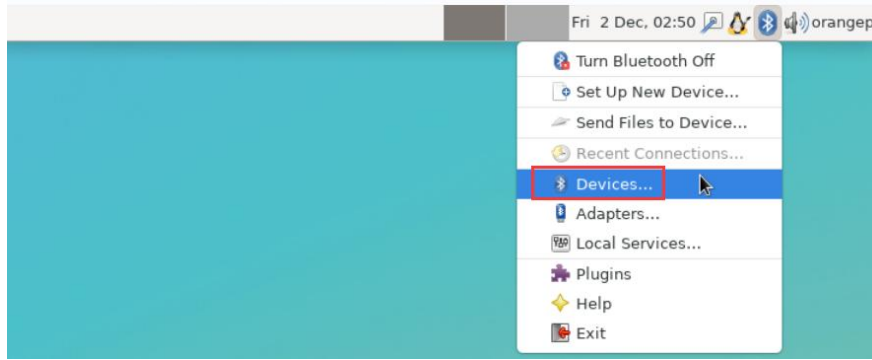 Fri 2 Dec, 02:50 orangep
Turn Bluetooth Off
Set Up New Device...
Send Files to Device...
Recent Connections...
Devices...
Adapters...
Local Services...
Plugins
Help
Exit